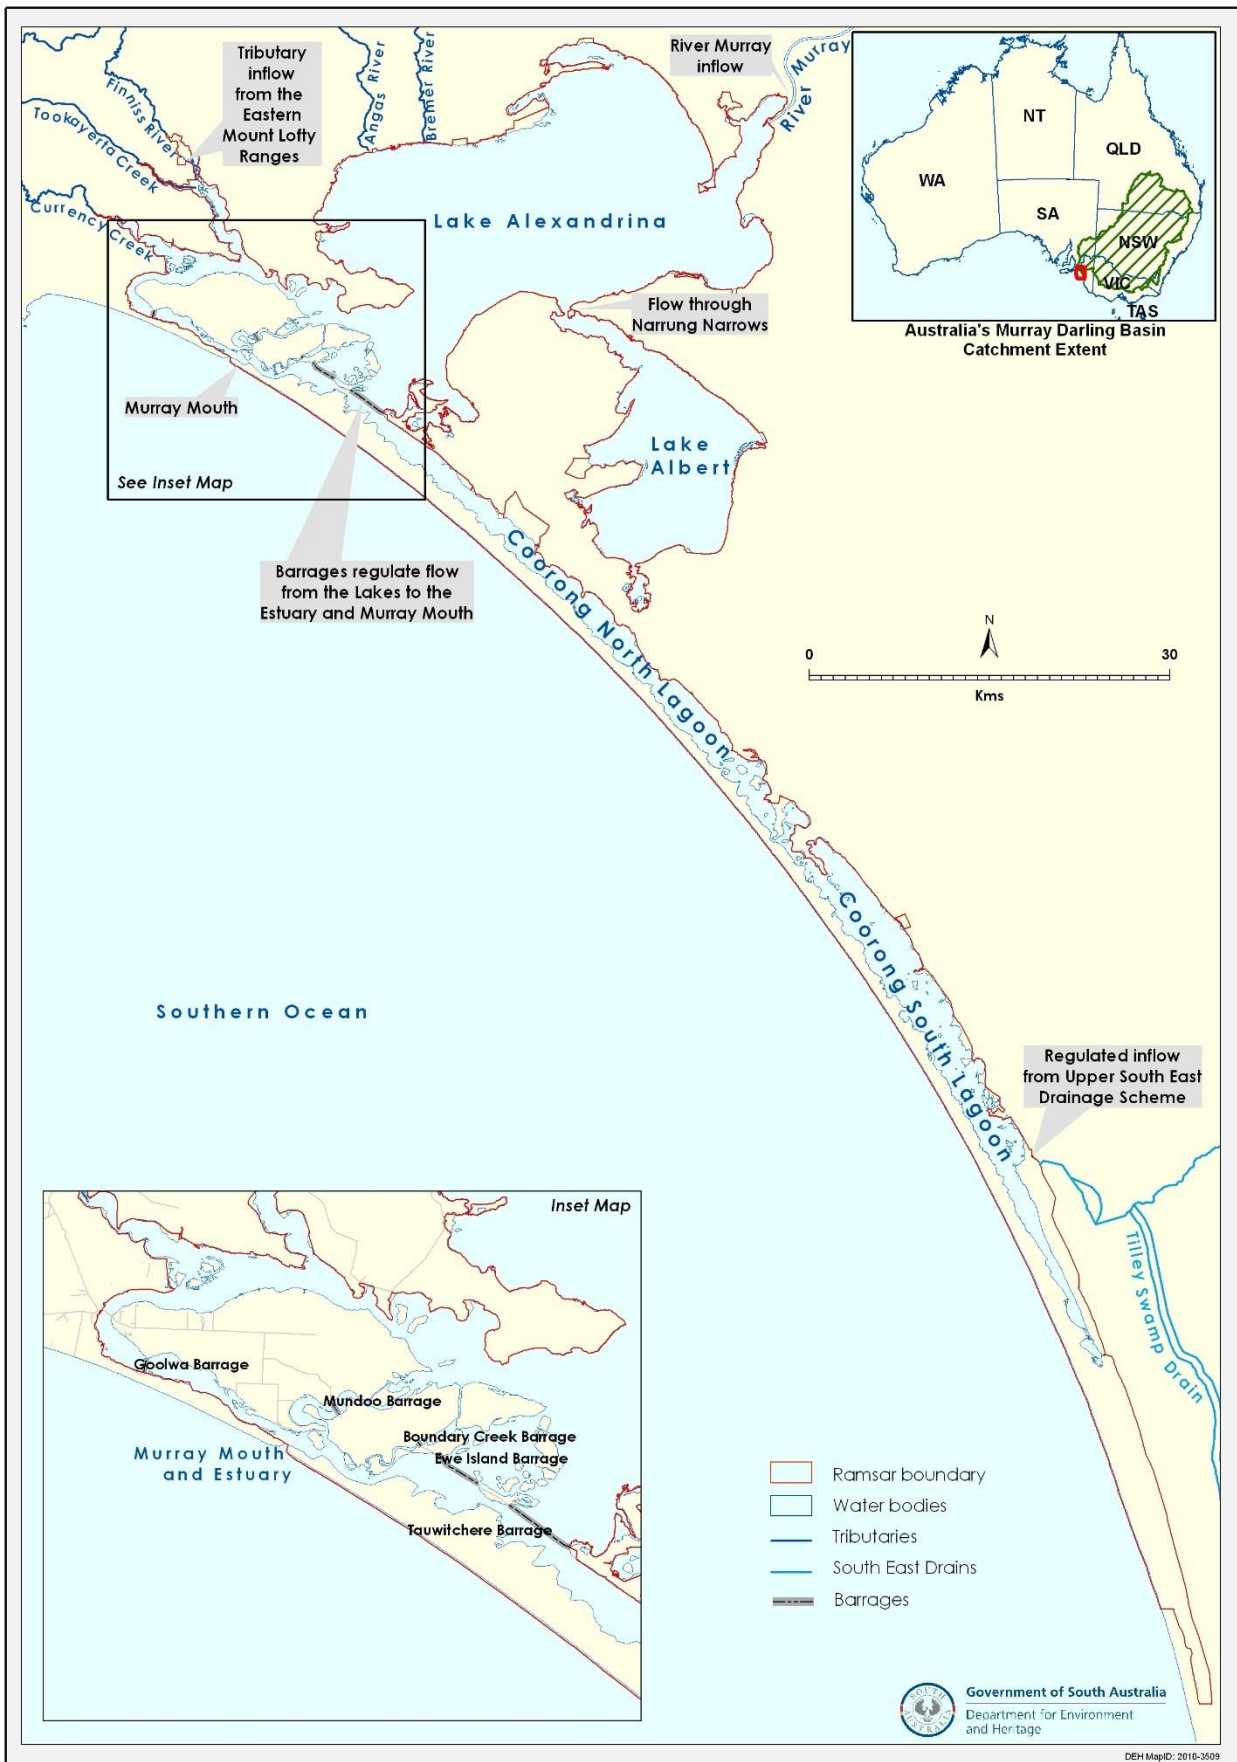 Tributary
inflow
from the
Eastern
Mount Lofty
Ranges
Finniss River
Tookayerta Creek
Currency Creek
Angas River
Bremer River
River Murray
inflow
River Murray
Lake Alexandrina
Flow through
Narrung Narrows
Murray Mouth
See Inset Map
Lake
Albert
Barrages regulate flow
from the Lakes to the
Estuary and Murray Mouth
WA
NT
QLD
SA
NSW
VIC
TAS
Australia's Murray Darling Basin
Catchment Extent
N
0 30
Kms
Coorong North Lagoon
Coorong South Lagoon
Southern Ocean
Regulated inflow
from Upper South East
Drainage Scheme
Tilley Swamp Drain
Inset Map
Goolwa Barrage
Mundoo Barrage
Boundary Creek Barrage
Ewe Island Barrage
Murray Mouth
and Estuary
Tauwitchere Barrage
Ramsar boundary
Water bodies
Tributaries
South East Drains
Barrages
SOUTH AUSTRALIA
Government of South Australia
Department for Environment
and Heritage
DEH MapID: 2010-3509